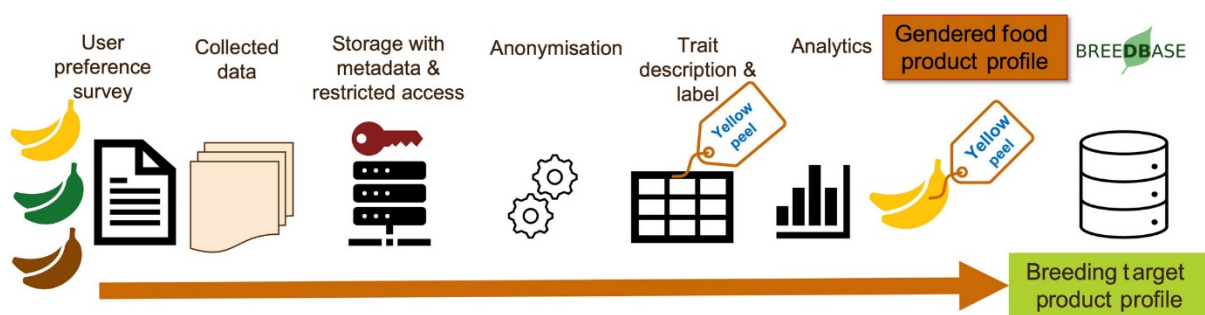 User
preference
survey
Collected
data
Storage with
metadata &
restricted access
Anonymisation
Trait
description &
label
Yellow
peel
Analytics
Gendered food
product profile
Yellow
peel
BREEDBASE
Breeding target
product profile